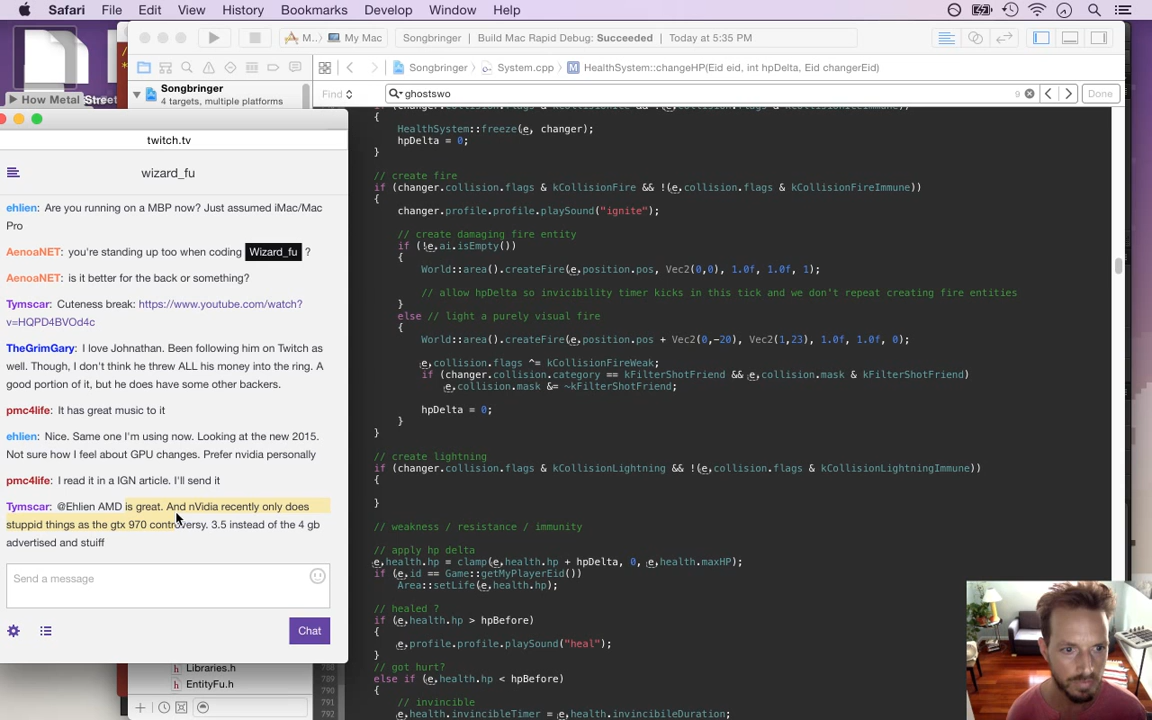 Safari File Edit View History Bookmarks Develop Window Help
M... My Mac
Songbringer | Build Mac Rapid Debug: Succeeded | Today at 5:35 PM
Songbringer
4 targets, multiple platforms
Songbringer System.cpp HealthSystem::changeHP(Eid eid, int hpDelta, Eid changerEid)
Find ghostswo 9 Done
How Metal Street
twitch.tv
wizard_fu
ehlien: Are you running on a MBP now? Just assumed iMac/Mac
Pro
AenoaNET: you're standing up too when coding Wizard_fu ?
AenoaNET: is it better for the back or something?
Tymscar: Cuteness break: https://www.youtube.com/watch?
v=HQPD4BVOd4c
TheGrimGary: I love Johnathan. Been following him on Twitch as
well. Though, I don't think he threw ALL his money into the ring. A
good portion of it, but he does have some other backers.
pmc4life: It has great music to it
ehlien: Nice. Same one I'm using now. Looking at the new 2015.
Not sure how I feel about GPU changes. Prefer nvidia personally
pmc4life: I read it in a IGN article. I'll send it
Tymscar: @Ehlien AMD is great. And nVidia recently only does
stuppid things as the gtx 970 controversy. 3.5 instead of the 4 gb
advertised and stuiff
Send a message
Chat
Libraries.h
EntityFu.h
{
HealthSystem::freeze(e, changer);
hpDelta = 0;
}
// create fire
if (changer.collision.flags & kCollisionFire && !(e.collision.flags & kCollisionFireImmune))
{
changer.profile.profile.playSound("ignite");
// create damaging fire entity
if (!e.ai.isEmpty())
{
World::area().createFire(e.position.pos, Vec2(0,0), 1.0f, 1.0f, 1);
// allow hpDelta so invicibility timer kicks in this tick and we don't repeat creating fire entities
}
else // light a purely visual fire
{
World::area().createFire(e.position.pos + Vec2(0,-20), Vec2(1,23), 1.0f, 1.0f, 0);
e.collision.flags ^= kCollisionFireWeak;
if (changer.collision.category == kFilterShotFriend && e.collision.mask & kFilterShotFriend)
e.collision.mask &= ~kFilterShotFriend;
hpDelta = 0;
}
}
// create lightning
if (changer.collision.flags & kCollisionLightning && !(e.collision.flags & kCollisionLightningImmune))
{
}
// weakness / resistance / immunity
// apply hp delta
e.health.hp = clamp(e.health.hp + hpDelta, 0, e.health.maxHP);
if (e.id == Game::getMyPlayerEid())
Area::setLife(e.health.hp);
// healed ?
if (e.health.hp > hpBefore)
{
e.profile.profile.playSound("heal");
}
788
// got hurt?
789 else if (e.health.hp < hpBefore)
790 {
791 // invincible
792 e.health.invincibleTimer = e.health.invincibileDuration;